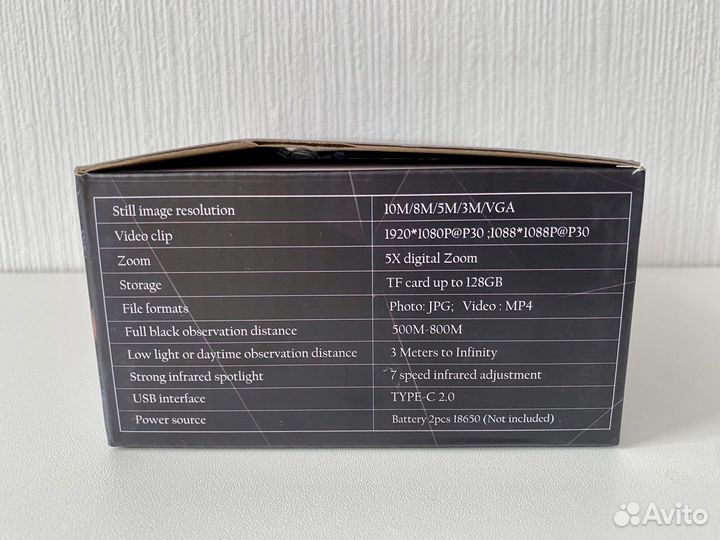 Still image resolution 10M/8M/5M/3M/VGA
Video clip 1920*1080P@P30 ;1088*1088P@P30
Zoom 5X digital Zoom
Storage TF card up to 128GB
File formats Photo: JPG; Video : MP4
Full black observation distance 500M-800M
Low light or daytime observation distance 3 Meters to Infinity
Strong infrared spotlight 7 speed infrared adjustment
USB interface TYPE-C 2.0
Power source Battery 2pcs 18650 (Not included)
Avito